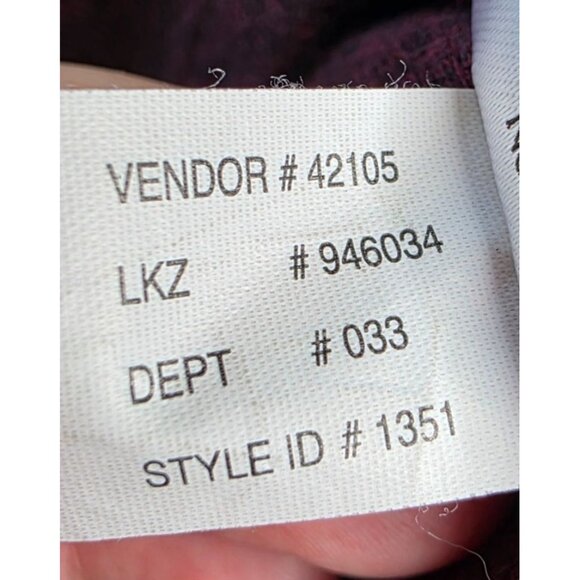 VENDOR # 42105
LKZ # 946034
DEPT # 033
STYLE ID # 1351